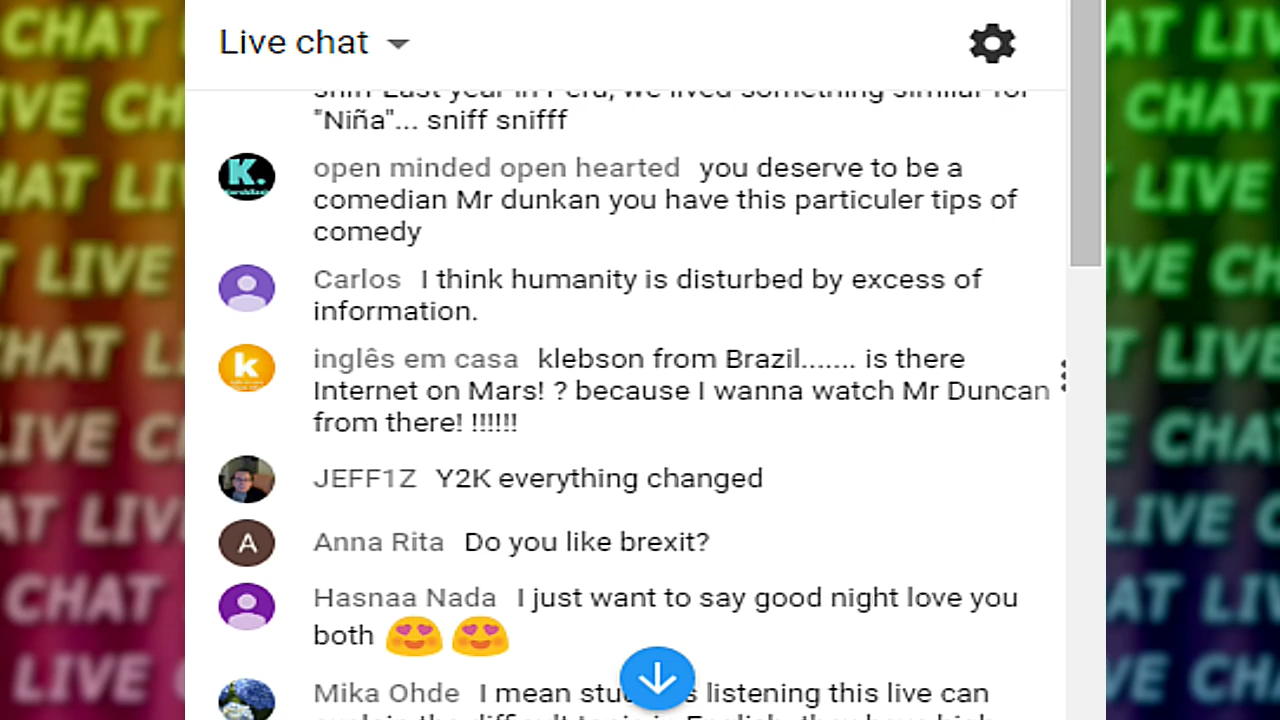 Live chat
sniff Last year in Peru, we lived something similar for
"Niña"... sniff snifff
open minded open hearted you deserve to be a
comedian Mr dunkan you have this particuler tips of
comedy
Carlos I think humanity is disturbed by excess of
information.
inglês em casa klebson from Brazil....... is there
Internet on Mars! ? because I wanna watch Mr Duncan
from there! !!!!!!
JEFF1Z Y2K everything changed
Anna Rita Do you like brexit?
Hasnaa Nada I just want to say good night love you
both 😍 😍
Mika Ohde I mean listening this live can